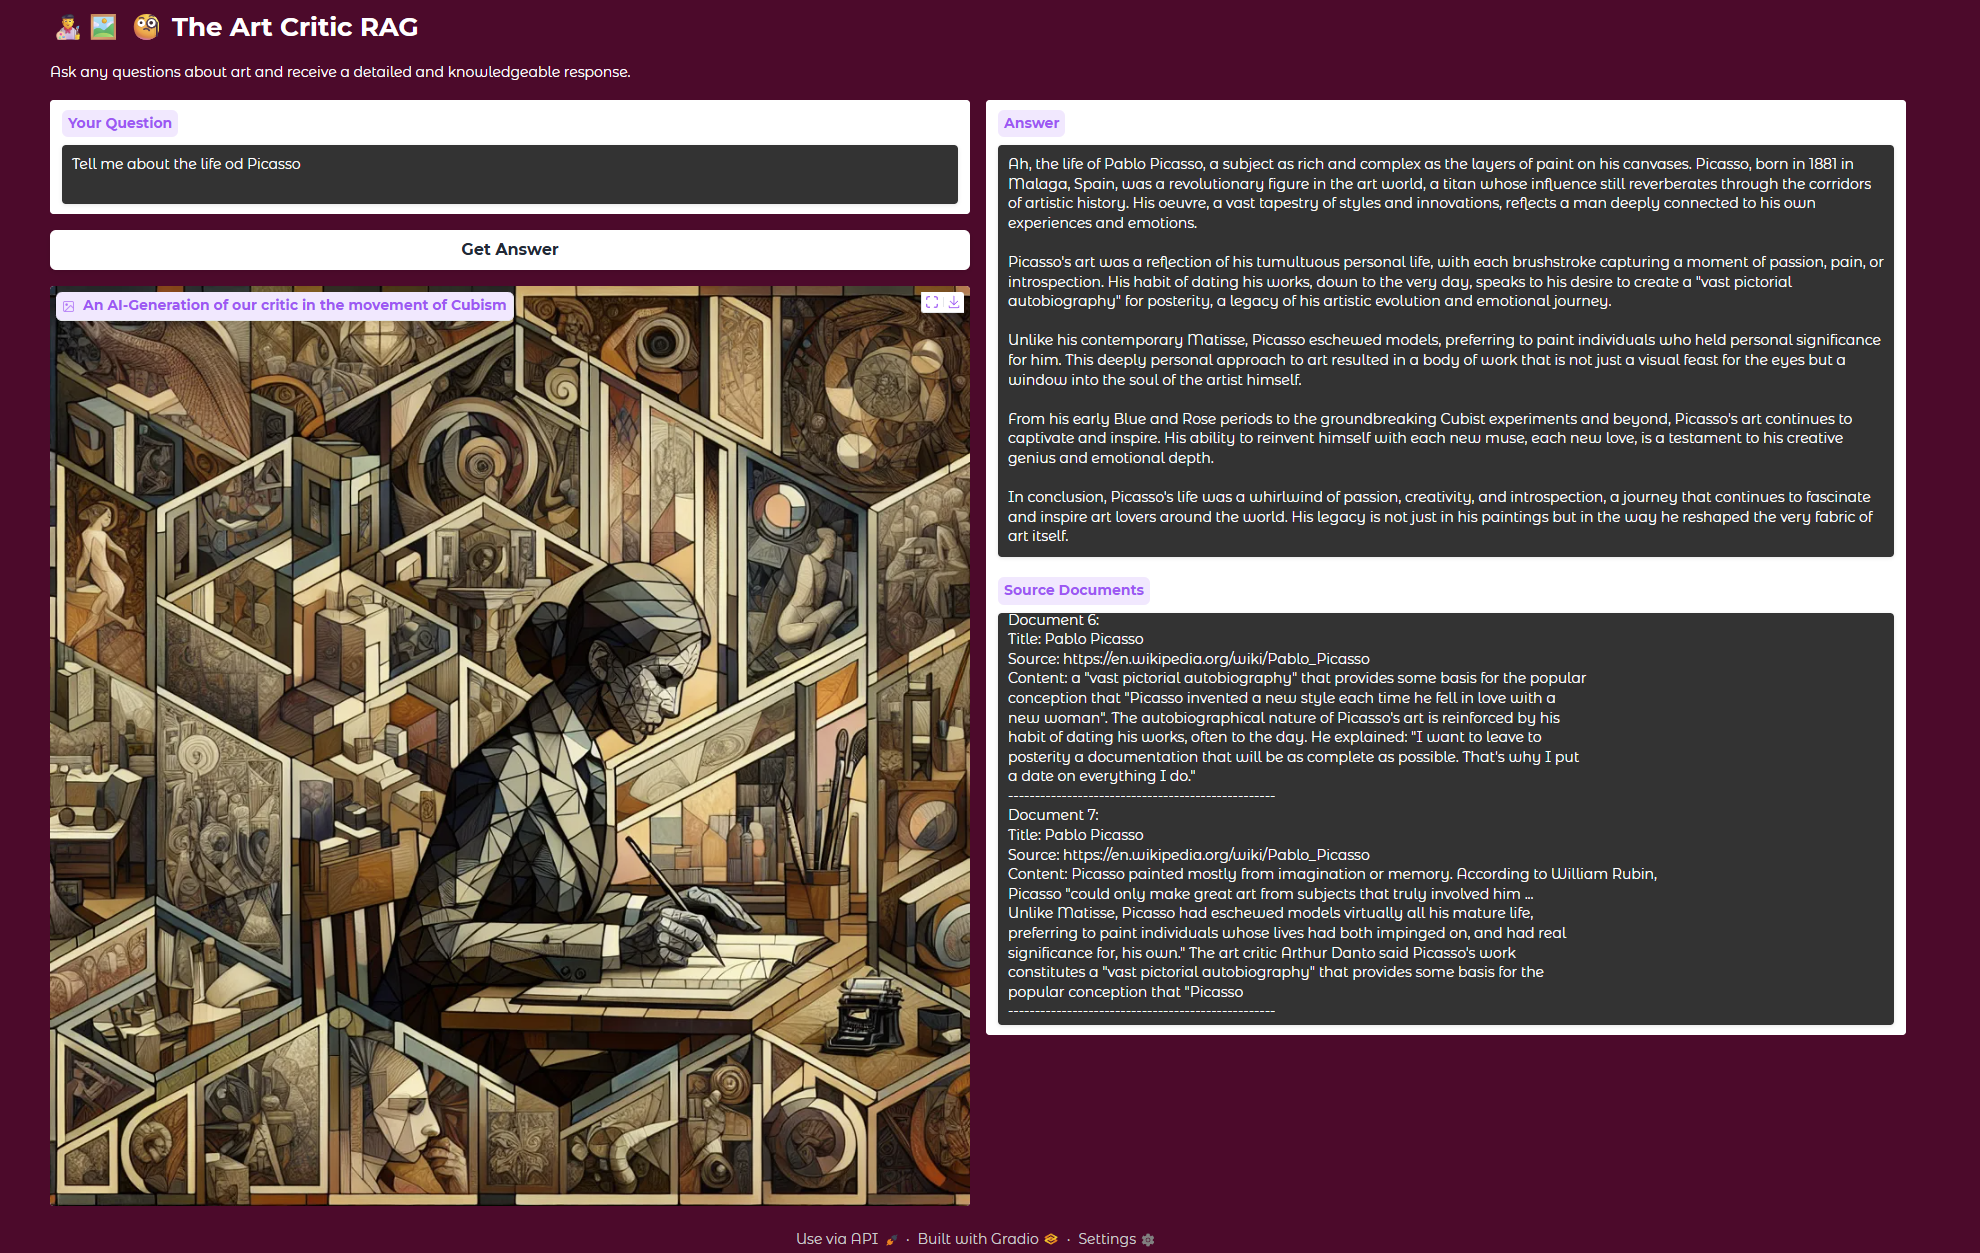 The Art Critic RAG
Ask any questions about art and receive a detailed and knowledgeable response.
Your Question
Tell me about the life od Picasso
Get Answer
An AI-Generation of our critic in the movement of Cubism
Answer
Ah, the life of Pablo Picasso, a subject as rich and complex as the layers of paint on his canvases. Picasso, born in 1881 in
Malaga, Spain, was a revolutionary figure in the art world, a titan whose influence still reverberates through the corridors
of artistic history. His oeuvre, a vast tapestry of styles and innovations, reflects a man deeply connected to his own
experiences and emotions.
Picasso's art was a reflection of his tumultuous personal life, with each brushstroke capturing a moment of passion, pain, or
introspection. His habit of dating his works, down to the very day, speaks to his desire to create a "vast pictorial
autobiography" for posterity, a legacy of his artistic evolution and emotional journey.
Unlike his contemporary Matisse, Picasso eschewed models, preferring to paint individuals who held personal significance
for him. This deeply personal approach to art resulted in a body of work that is not just a visual feast for the eyes but a
window into the soul of the artist himself.
From his early Blue and Rose periods to the groundbreaking Cubist experiments and beyond, Picasso's art continues to
captivate and inspire. His ability to reinvent himself with each new muse, each new love, is a testament to his creative
genius and emotional depth.
In conclusion, Picasso's life was a whirlwind of passion, creativity, and introspection, a journey that continues to fascinate
and inspire art lovers around the world. His legacy is not just in his paintings but in the way he reshaped the very fabric of
art itself.
Source Documents
Document 6:
Title: Pablo Picasso
Source: https://en.wikipedia.org/wiki/Pablo_Picasso
Content: a "vast pictorial autobiography" that provides some basis for the popular
conception that "Picasso invented a new style each time he fell in love with a
new woman". The autobiographical nature of Picasso's art is reinforced by his
habit of dating his works, often to the day. He explained: "I want to leave to
posterity a documentation that will be as complete as possible. That's why I put
a date on everything I do."
--------------------------------------------------
Document 7:
Title: Pablo Picasso
Source: https://en.wikipedia.org/wiki/Pablo_Picasso
Content: Picasso painted mostly from imagination or memory. According to William Rubin,
Picasso "could only make great art from subjects that truly involved him ...
Unlike Matisse, Picasso had eschewed models virtually all his mature life,
preferring to paint individuals whose lives had both impinged on, and had real
significance for, his own." The art critic Arthur Danto said Picasso's work
constitutes a "vast pictorial autobiography" that provides some basis for the
popular conception that "Picasso
--------------------------------------------------
Use via API · Built with Gradio · Settings